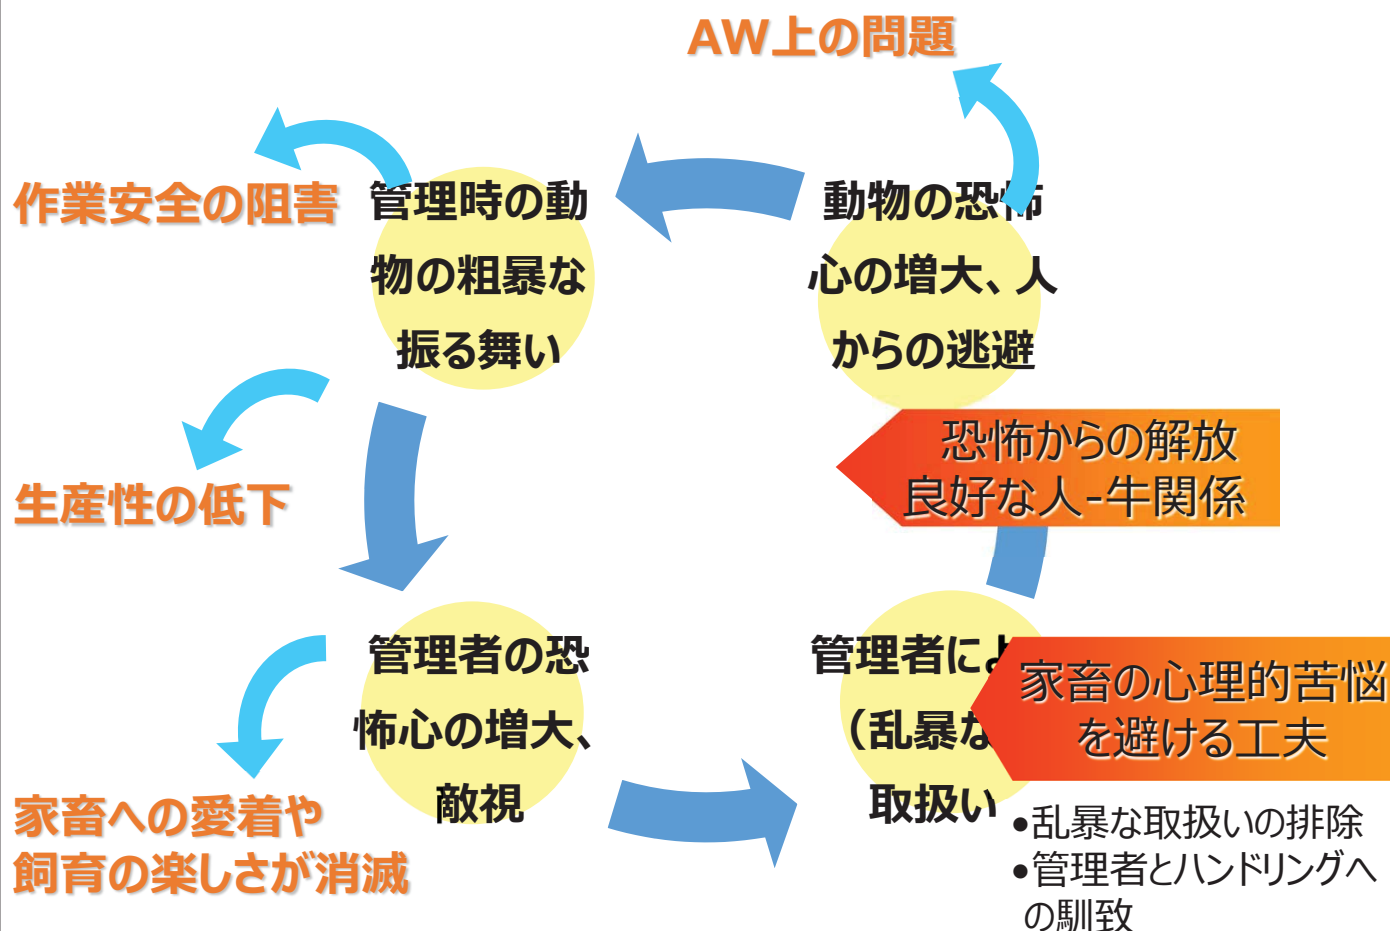 AW上の問題
作業安全の阻害
管理時の動
物の粗暴な
振る舞い
動物の恐怖
心の増大、人
からの逃避
恐怖からの解放
良好な人-牛関係
生産性の低下
管理者の恐
怖心の増大、
敵視
管理者によ
（乱暴な
取扱い
家畜の心理的苦悩
を避ける工夫
家畜への愛着や
飼育の楽しさが消滅
•乱暴な取扱いの排除
•管理者とハンドリングへ
の馴致